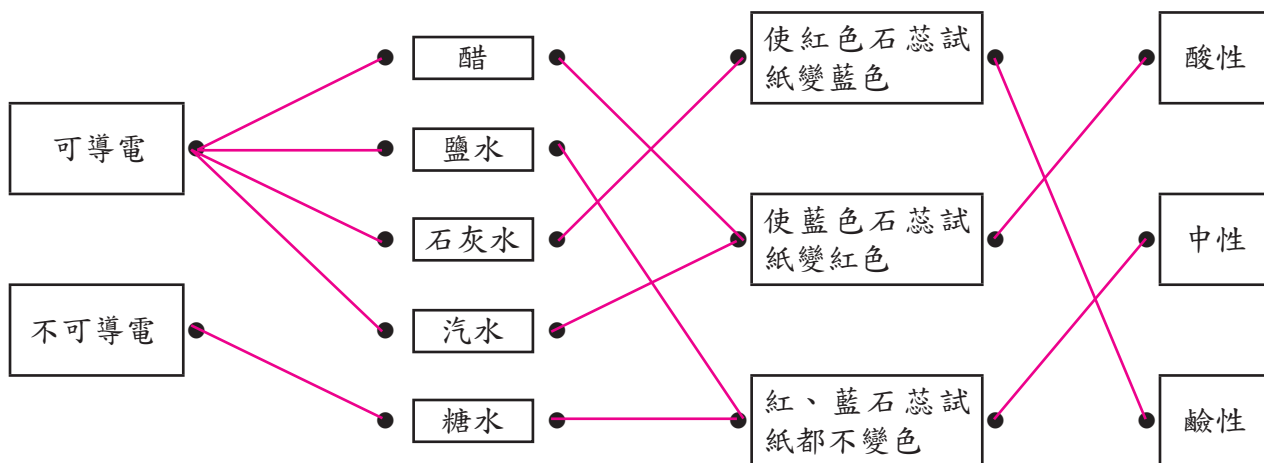 可導電
不可導電
醋
鹽水
石灰水
汽水
糖水
使紅色石蕊試
紙變藍色
使藍色石蕊試
紙變紅色
紅、藍石蕊試
紙都不變色
酸性
中性
鹼性